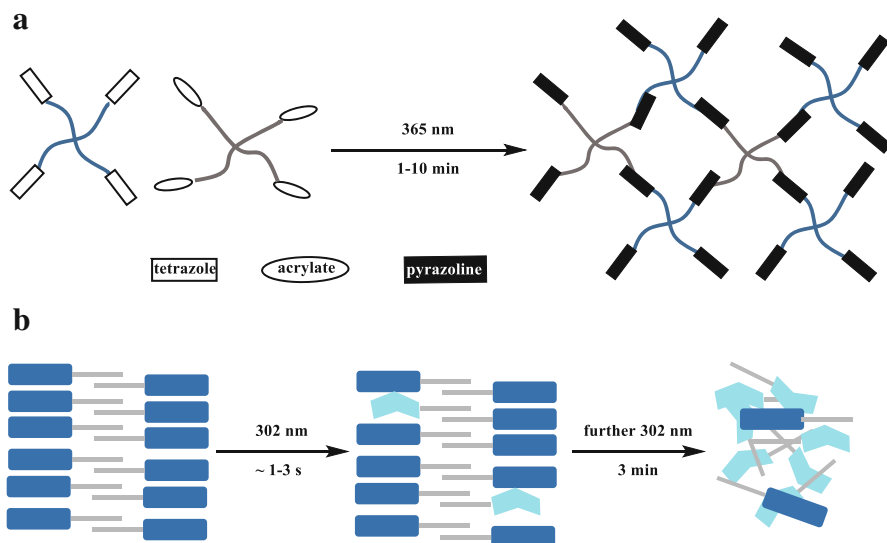 a
365 nm
1-10 min
tetrazole
acrylate
pyrazoline
b
302 nm
~ 1-3 s
further 302 nm
3 min